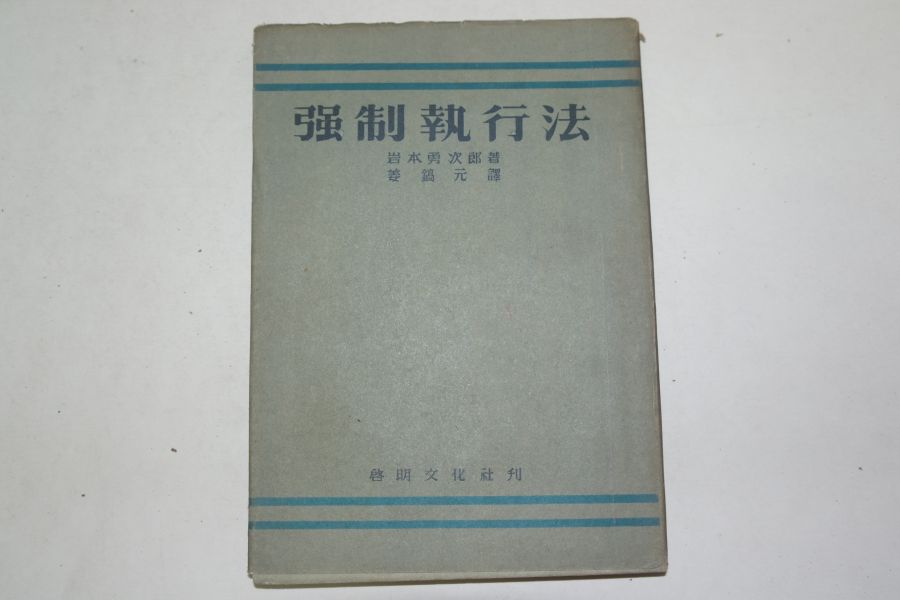 强制執行法
岩本勇次郎著
姜鎬元譯
啓明文化社刊